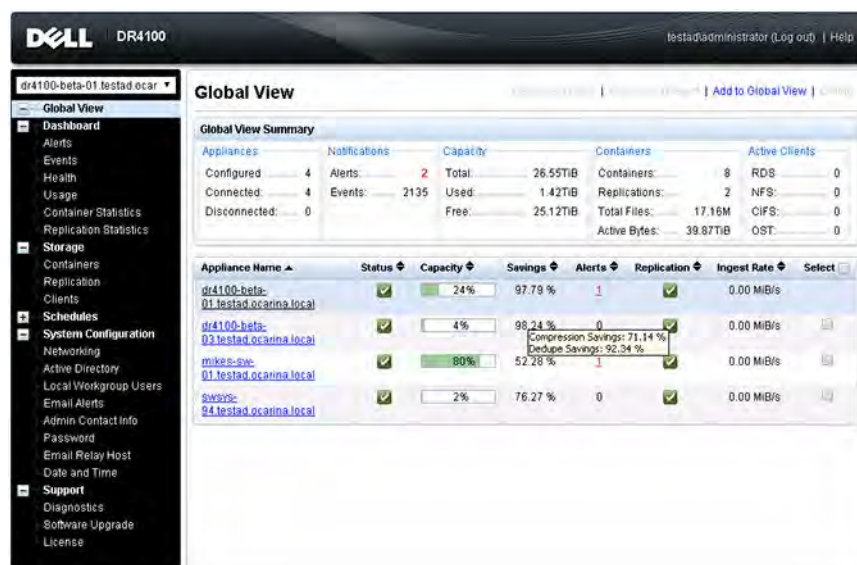 DELL DR4100
testad\administrator (Log out) | Help
dr4100-beta-01.testad.ocar
Global View
Dashboard
Alerts
Events
Health
Usage
Container Statistics
Replication Statistics
Storage
Containers
Replication
Clients
Schedules
System Configuration
Networking
Active Directory
Local Workgroup Users
Email Alerts
Admin Contact Info
Password
Email Relay Host
Date and Time
Support
Diagnostics
Software Upgrade
License
Global View
| | Add to Global View |
Global View Summary
Appliances Notifications Capacity Containers Active Clients
Configured 4 Alerts: 2 Total: 26.55TiB Containers: 8 RDS 0
Connected: 4 Events: 2135 Used: 1.42TiB Replications: 2 NFS: 0
Disconnected: 0 Free: 25.12TiB Total Files: 17.16M CIFS: 0
Active Bytes: 39.87TiB OST: 0
Appliance Name Status Capacity Savings Alerts Replication Ingest Rate Select
dr4100-beta- 24% 97.79 % 1 0.00 MiB/s
01.testad.ocarina.local
dr4100-beta- 4% 98.24 % 0 0.00 MiB/s
03.testad.ocarina.local
Compression Savings: 71.14 %
Dedupe Savings: 92.34 %
mikes-sw- 80% 52.28 % 1 0.00 MiB/s
01.testad.ocarina.local
swsys- 2% 76.27 % 0 0.00 MiB/s
94.testad.ocarina.local